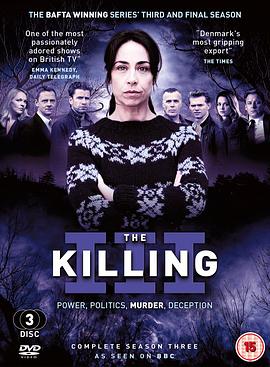 THE BAFTA WINNING SERIES' THIRD AND FINAL SEASON
"One of the most
passionately
adored shows on
British TV"
EMMA KENNEDY,
DAILY TELEGRAPH
"Denmark's
most gripping
export"
THE TIMES
III
THE
KILLING
POWER, POLITICS, MURDER, DECEPTION
3
DISC
DVD
VIDEO
COMPLETE SEASON THREE
AS SEEN ON BBC
15